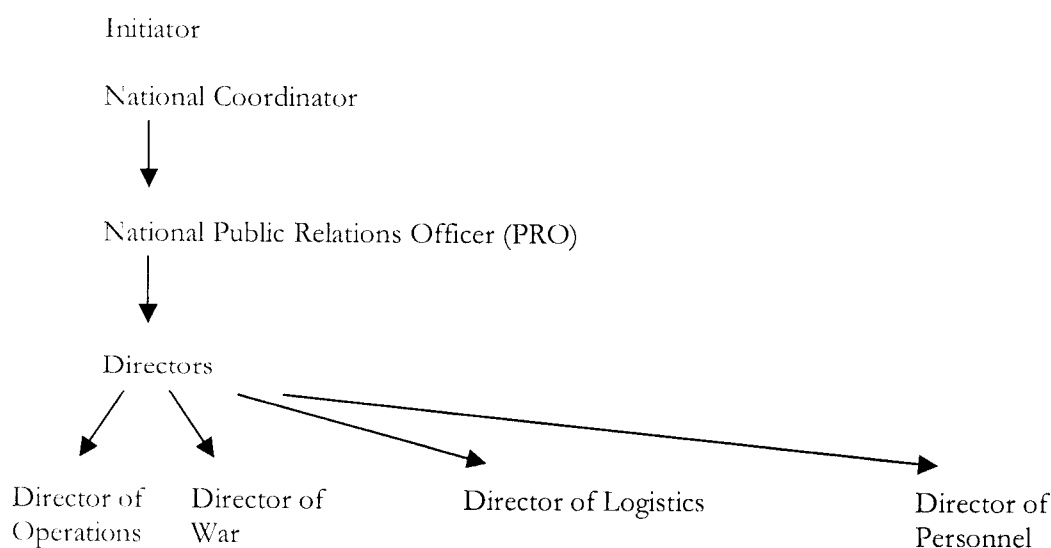 Initiator
National Coordinator
National Public Relations Officer (PRO)
Directors
Director of
Operations
Director of
War
Director of Logistics
Director of
Personnel